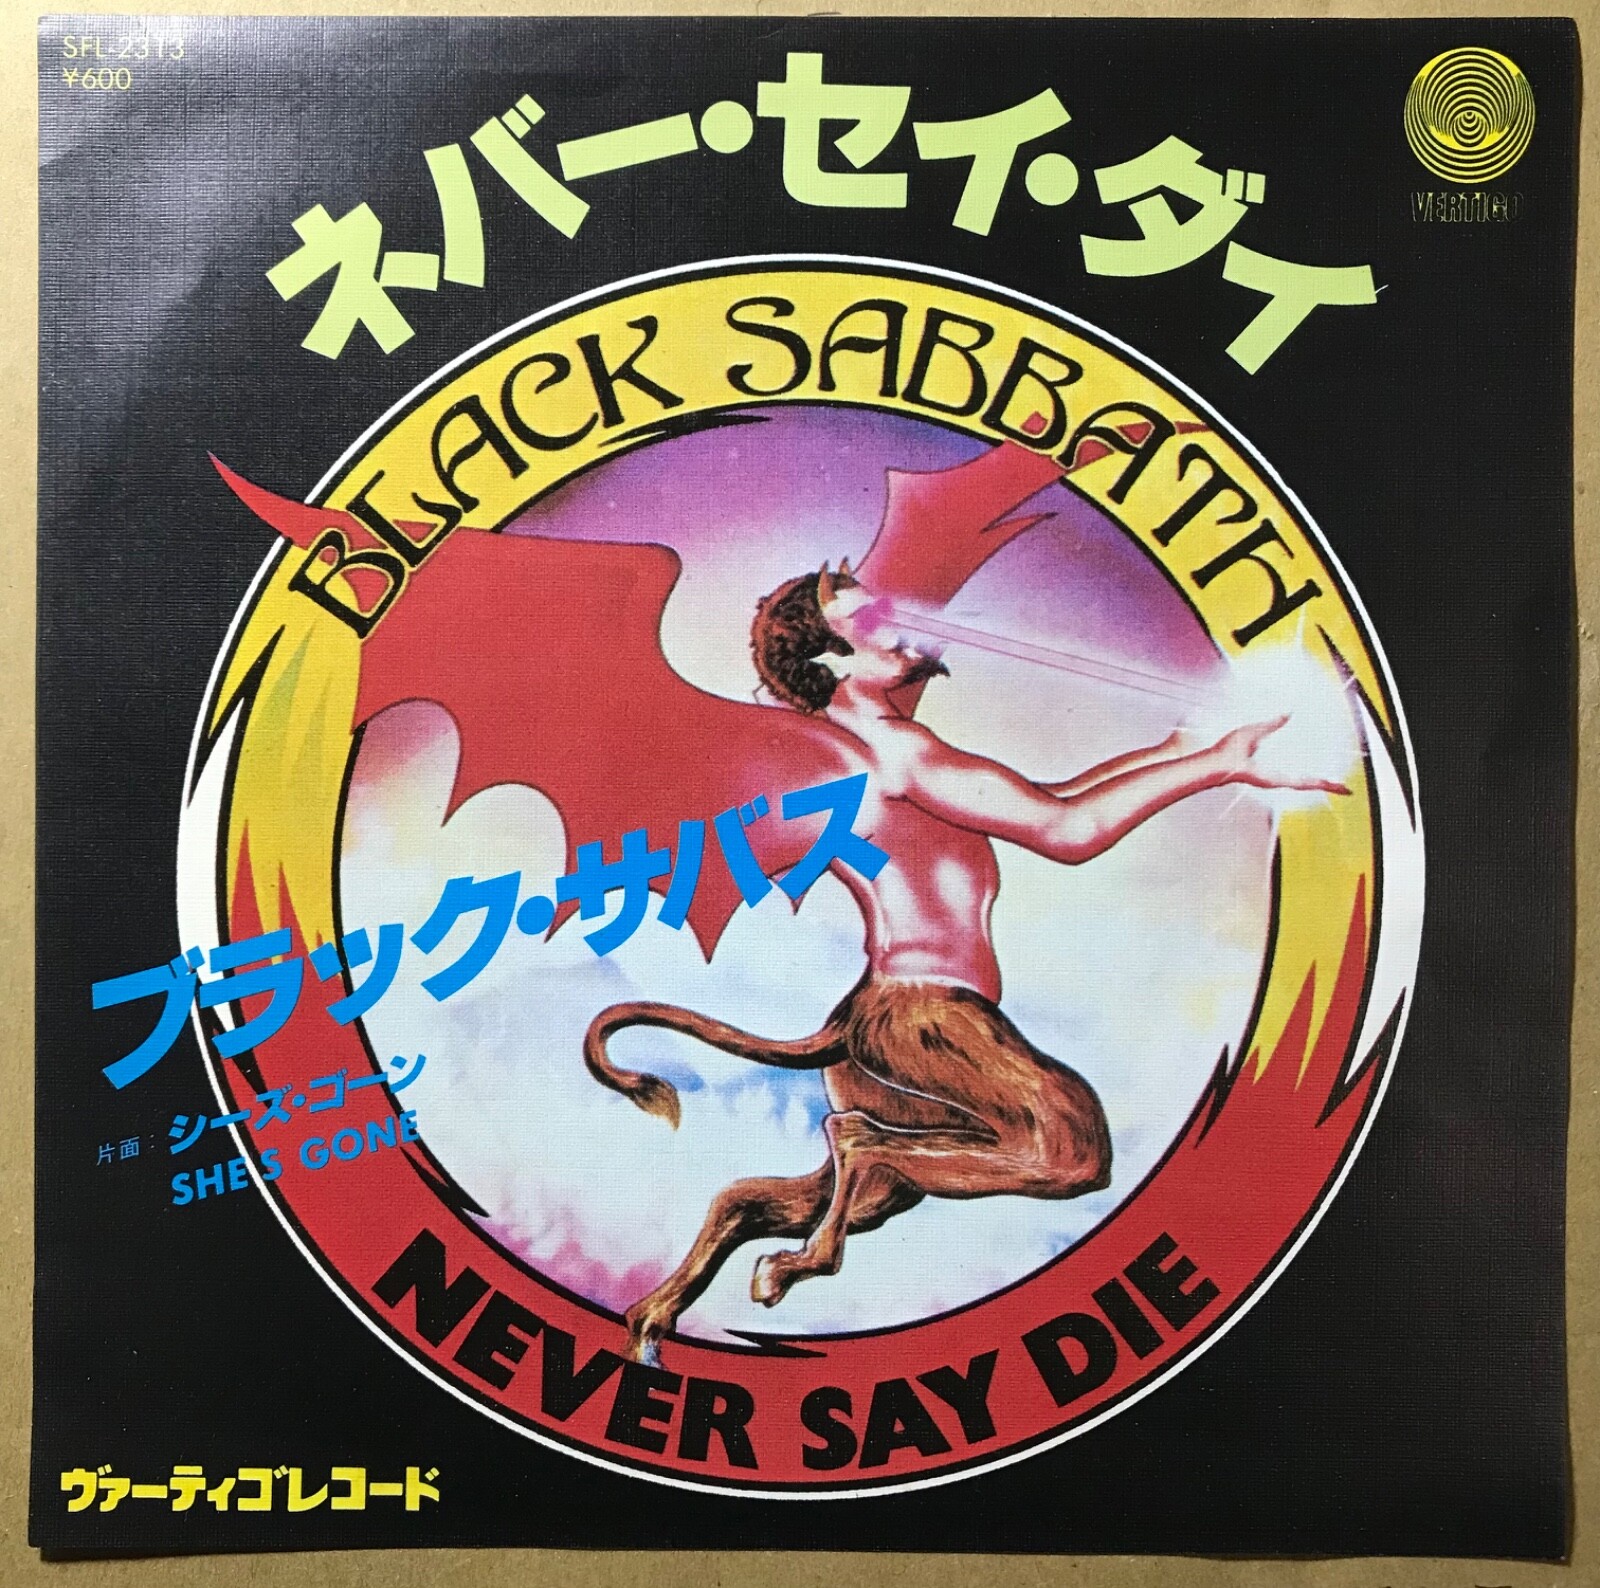 SFL-2313
¥600
VERTIGO
ネバー・セイ・ダイ
BLACK SABBATH
ブラック・サバス
片面:シーズ・ゴーン
SHE'S GONE
NEVER SAY DIE
ヴァーティゴレコード